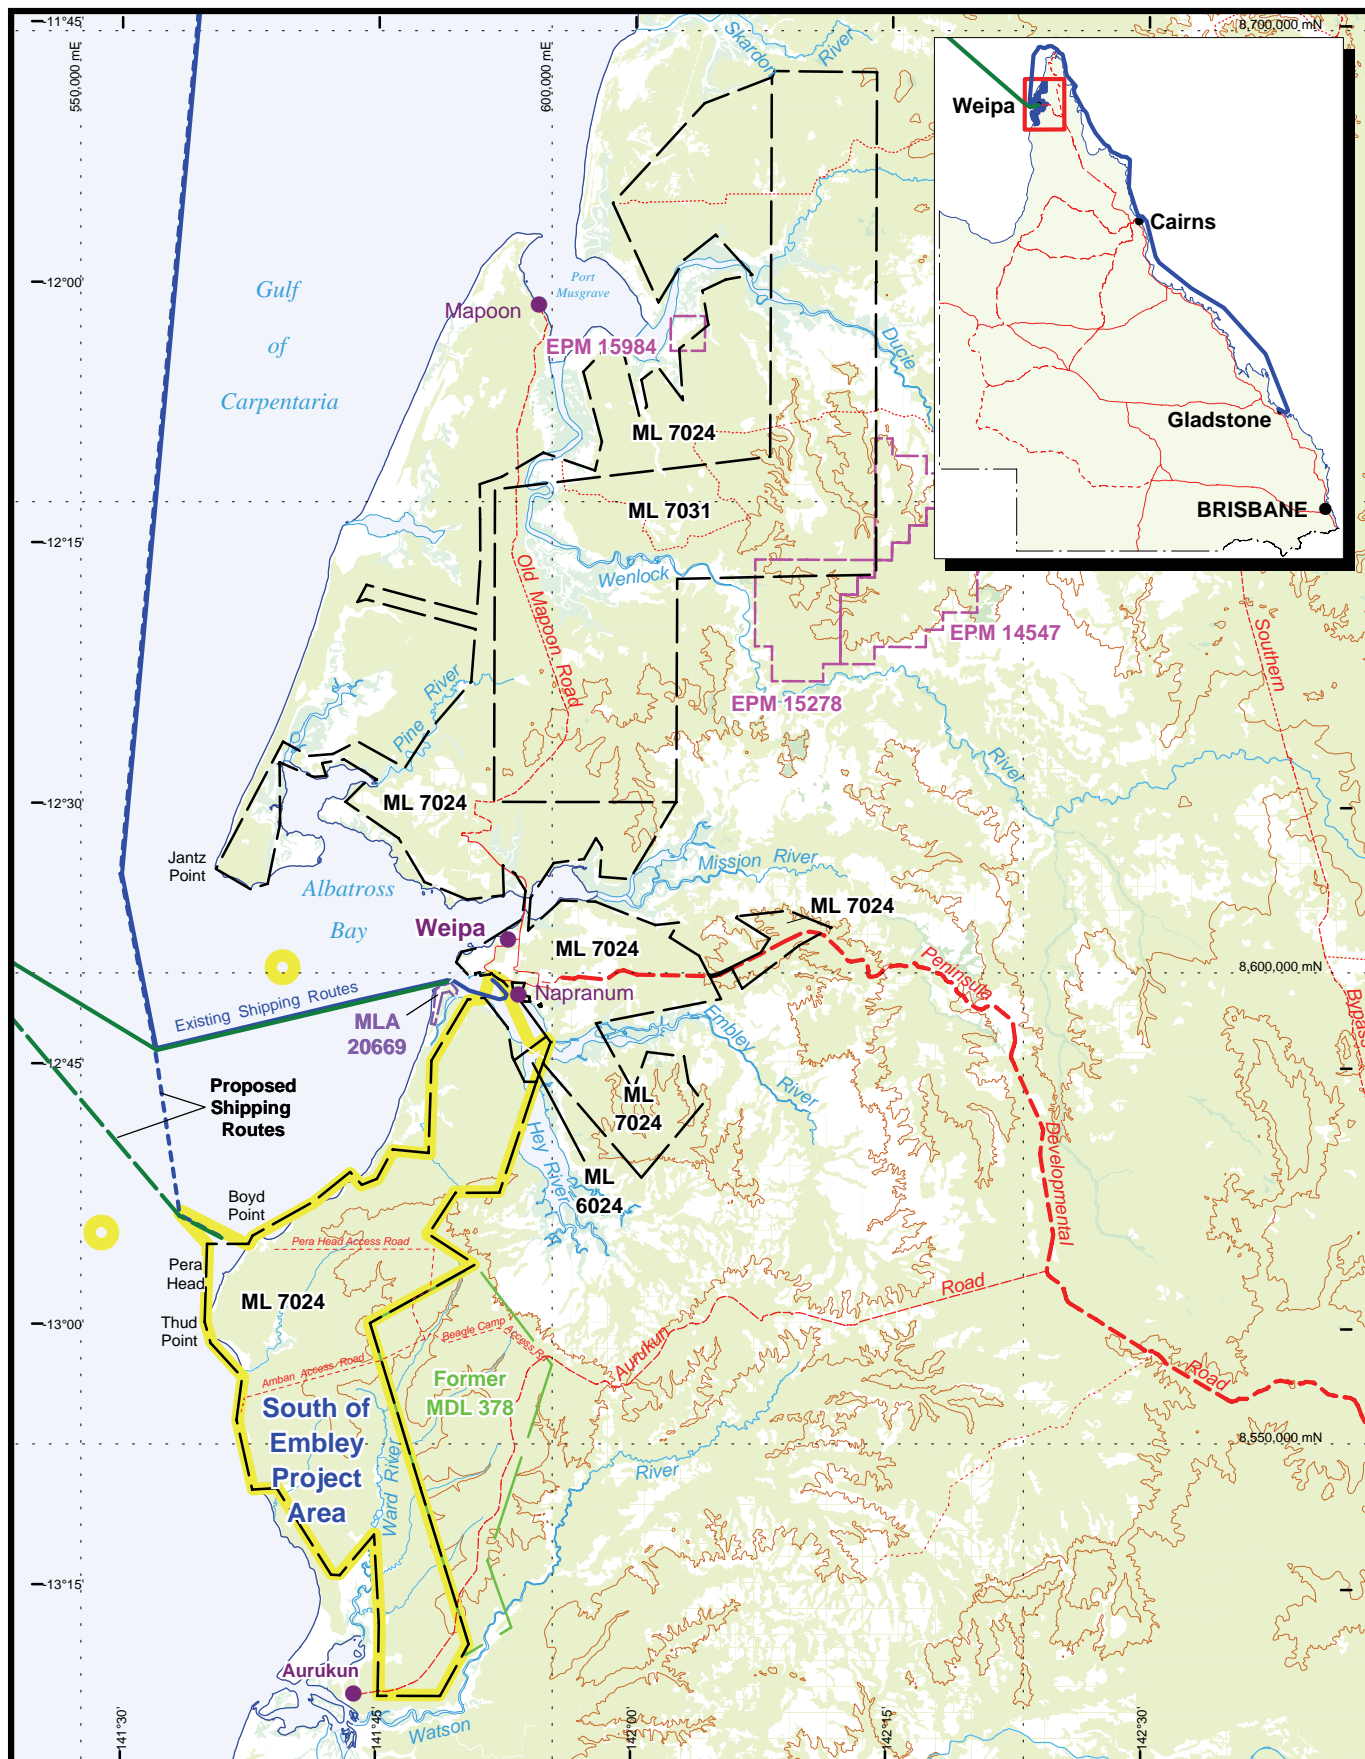 -11°45'
550,000 mE
600,000 mE
8,700,000 mN
Skardon
River
Weipa
Cairns
Gladstone
BRISBANE
-12°00'
Gulf
of
Carpentaria
Port
Musgrave
Mapoon
EPM 15984
Ducie
ML 7024
ML 7031
-12°15'
Wenlock
Old Mapoon Road
EPM 14547
EPM 15278
Southern
Pine
River
River
-12°30'
ML 7024
Jantz
Point
Mission River
Albatross
Bay
ML 7024
Weipa
ML 7024
Peninsula
8,600,000 mN
Napranum
Existing Shipping Routes
MLA
20669
Embley
River
Bypass
-12°45'
Proposed
Shipping
Routes
ML
7024
Developmental
Hey River
ML
6024
Boyd
Point
Pera Head Access Road
Pera
Head
Road
ML 7024
Thud
Point
-13°00'
Beagle Camp Access Rd
Aurukun
Amban Access Road
Road
Former
MDL 378
South of
Embley
Project
Area
Ward River
8,550,000 mN
River
-13°15'
Aurukun
Watson
141°30'
141°45'
142°00'
142°15'
142°30'